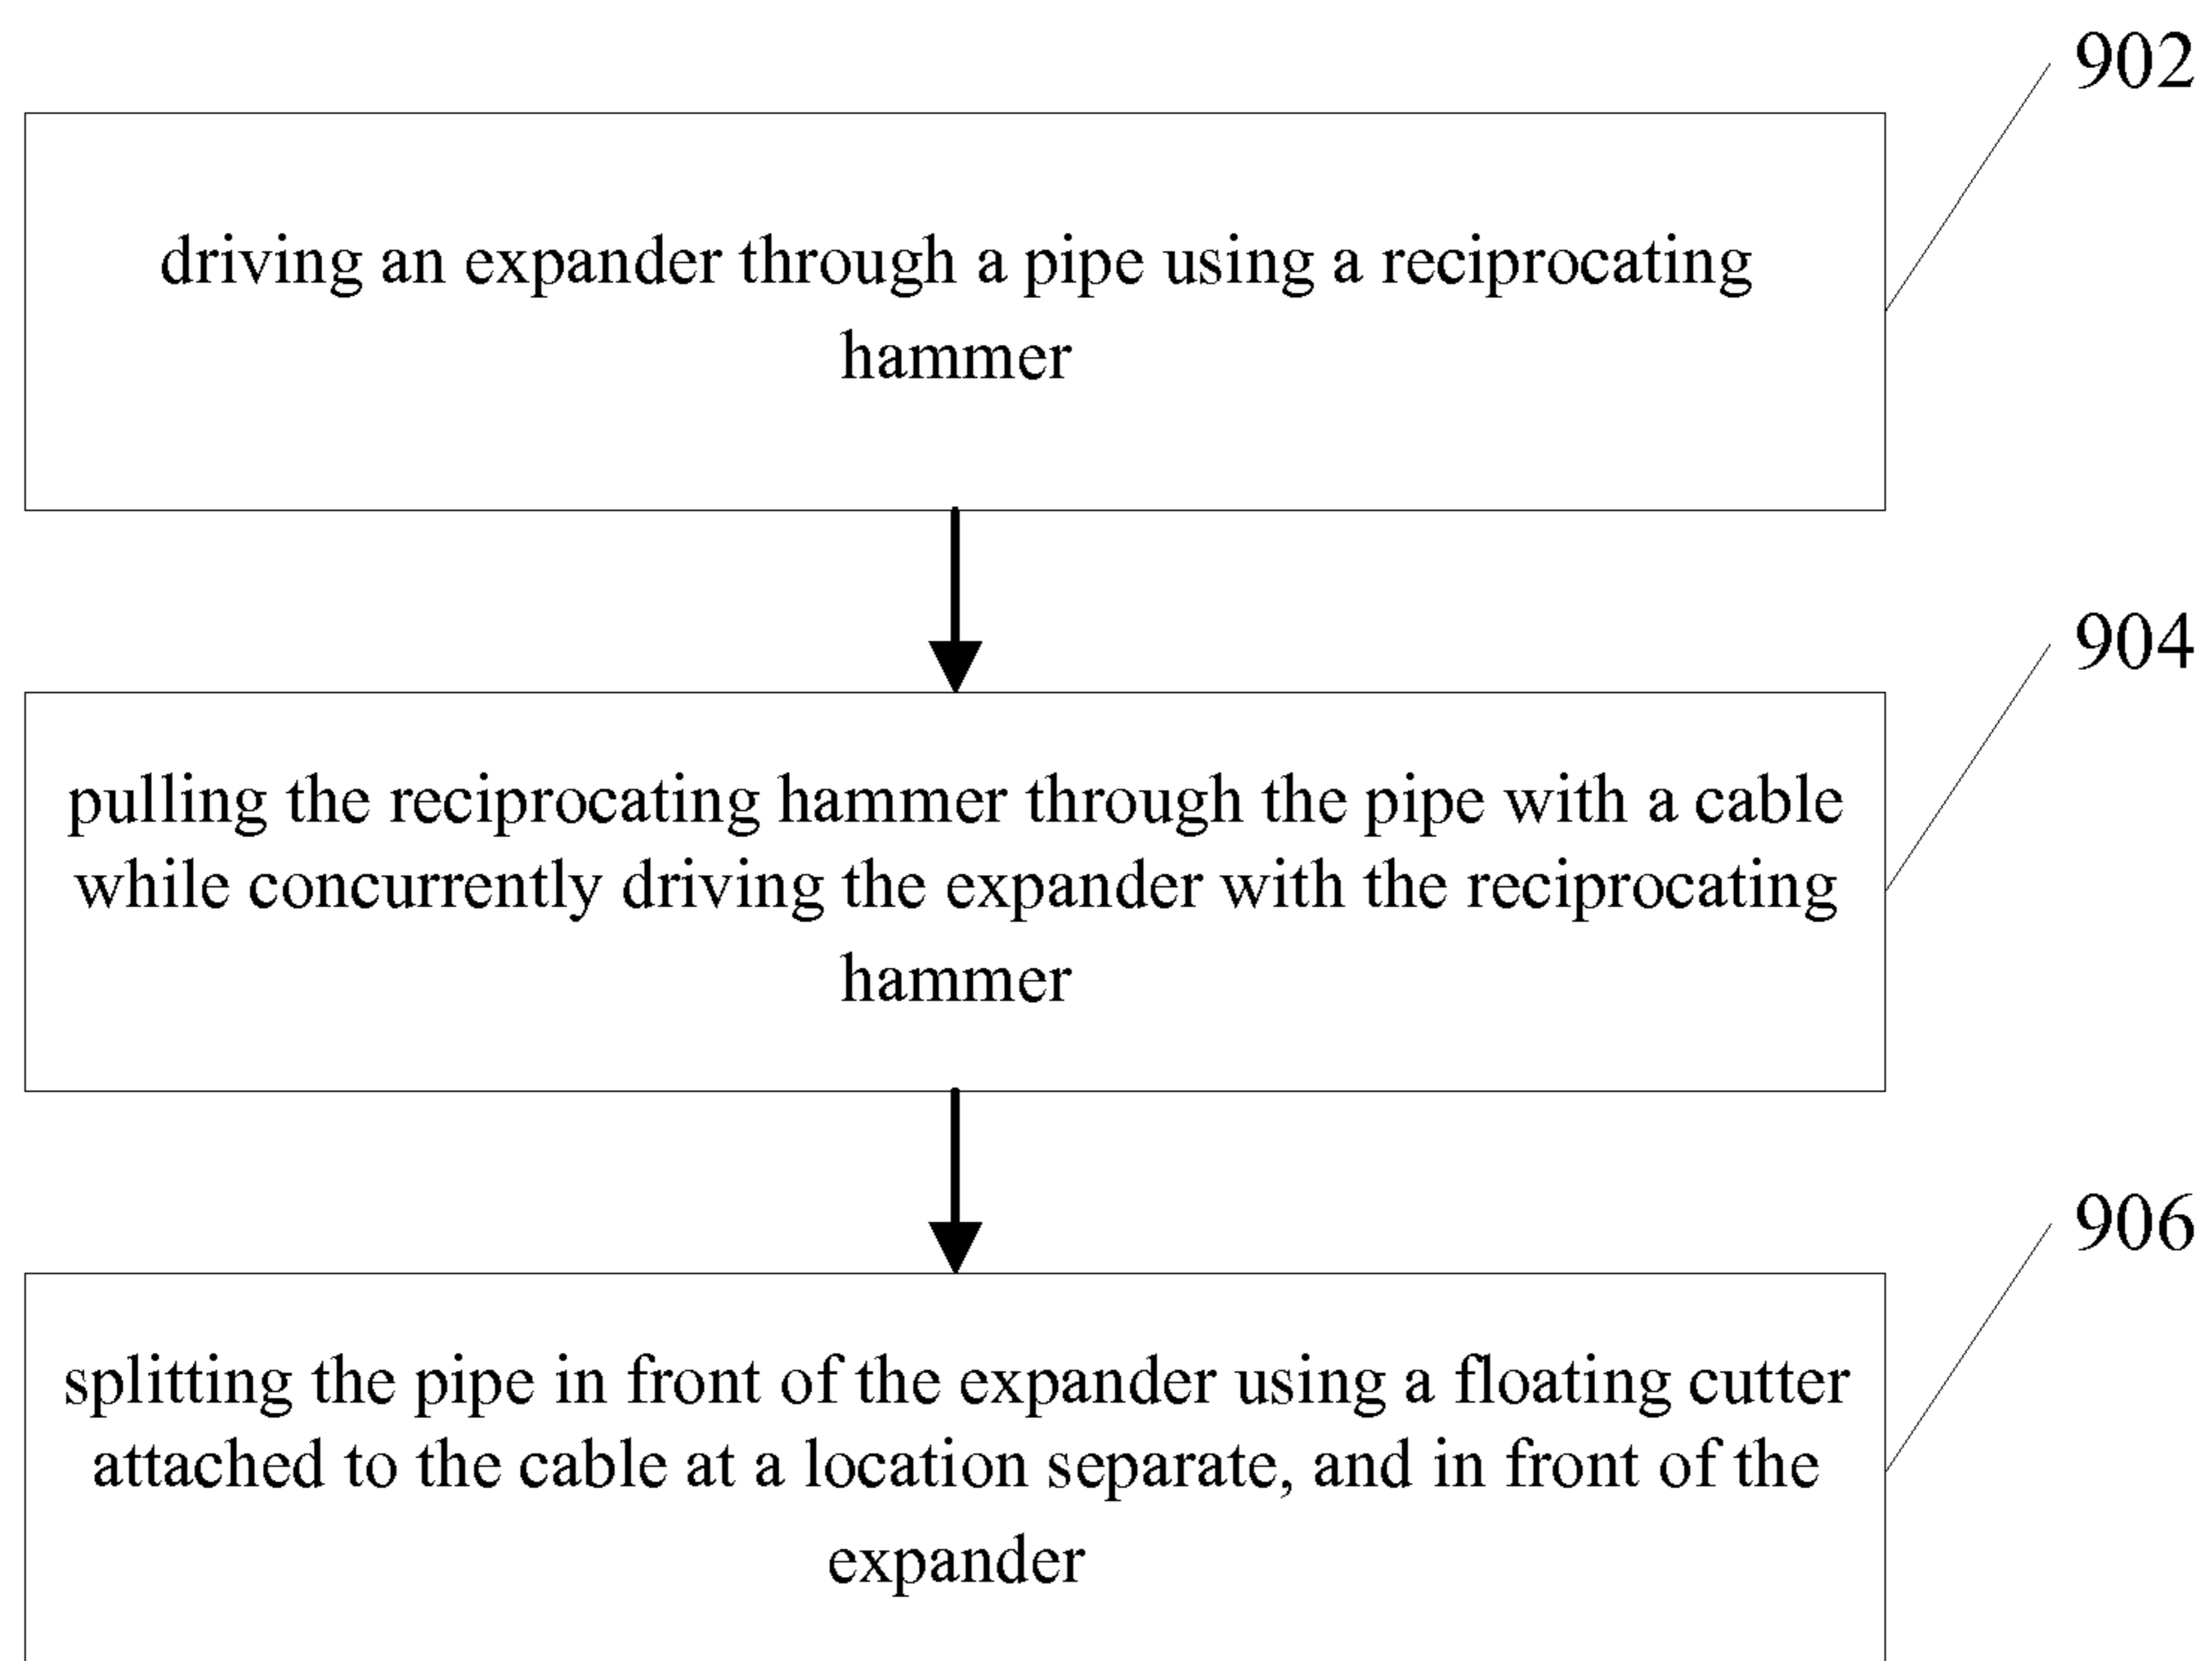 902
driving an expander through a pipe using a reciprocating
hammer
904
pulling the reciprocating hammer through the pipe with a cable
while concurrently driving the expander with the reciprocating
hammer
906
splitting the pipe in front of the expander using a floating cutter
attached to the cable at a location separate, and in front of the
expander